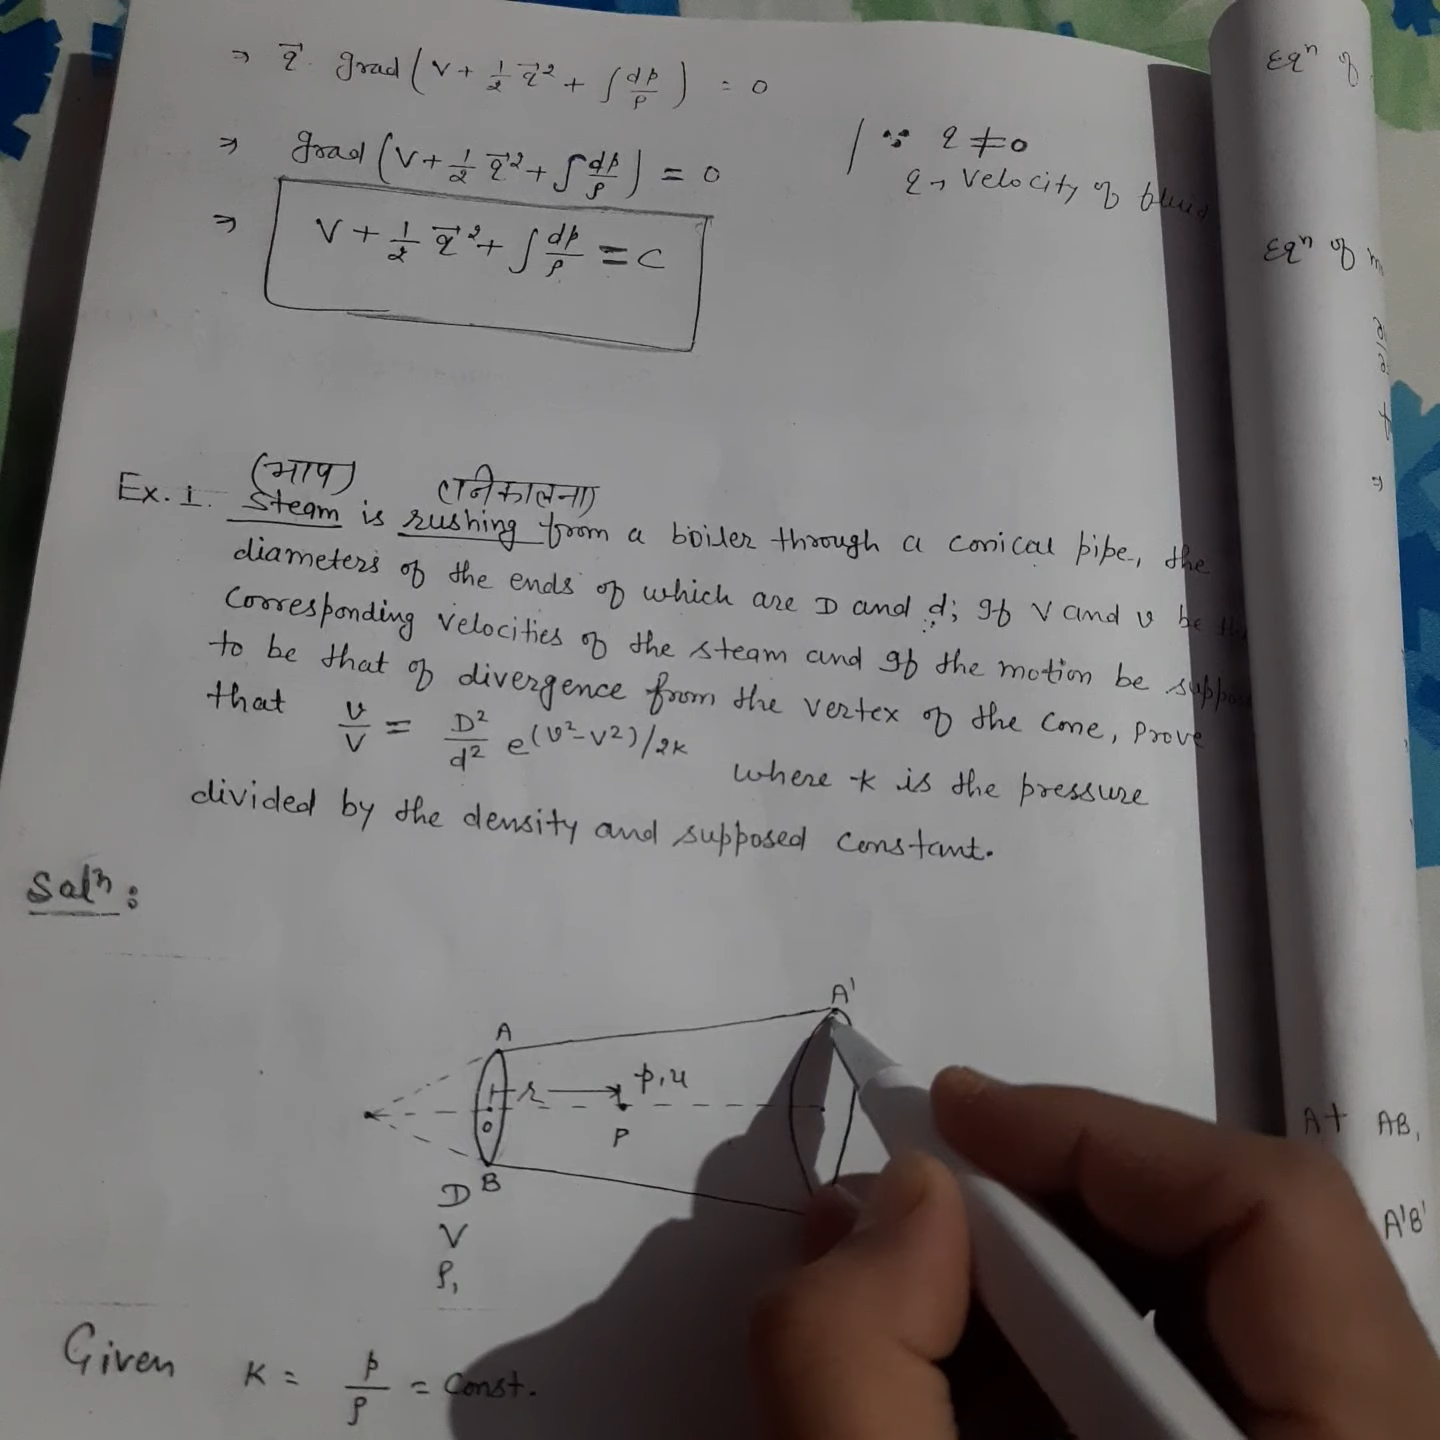 ⇒ q⃗ · grad (V + 1/2 q⃗² + ∫ dp/ρ) = 0
⇒ grad (V + 1/2 q⃗² + ∫ dp/ρ) = 0 / ∵ q ≠ 0
q → velocity of fluid
⇒ V + 1/2 q⃗² + ∫ dp/ρ = C
(भाप) (निकालना)
Ex. 1. Steam is rushing from a boiler through a conical pipe, the
diameters of the ends of which are D and d; If V and v be the
corresponding velocities of the steam and If the motion be
to be that of divergence from the vertex of the cone, prove
that v/V = D²/d² e^(v²-V²)/2k where k is the pressure
divided by the density and supposed constant.
Solⁿ:
A A'
r p, u
O P
B
D
V
ρ₁
Given K = p/ρ = const.
Eqⁿ of
Eqⁿ of
At AB,
A'B'